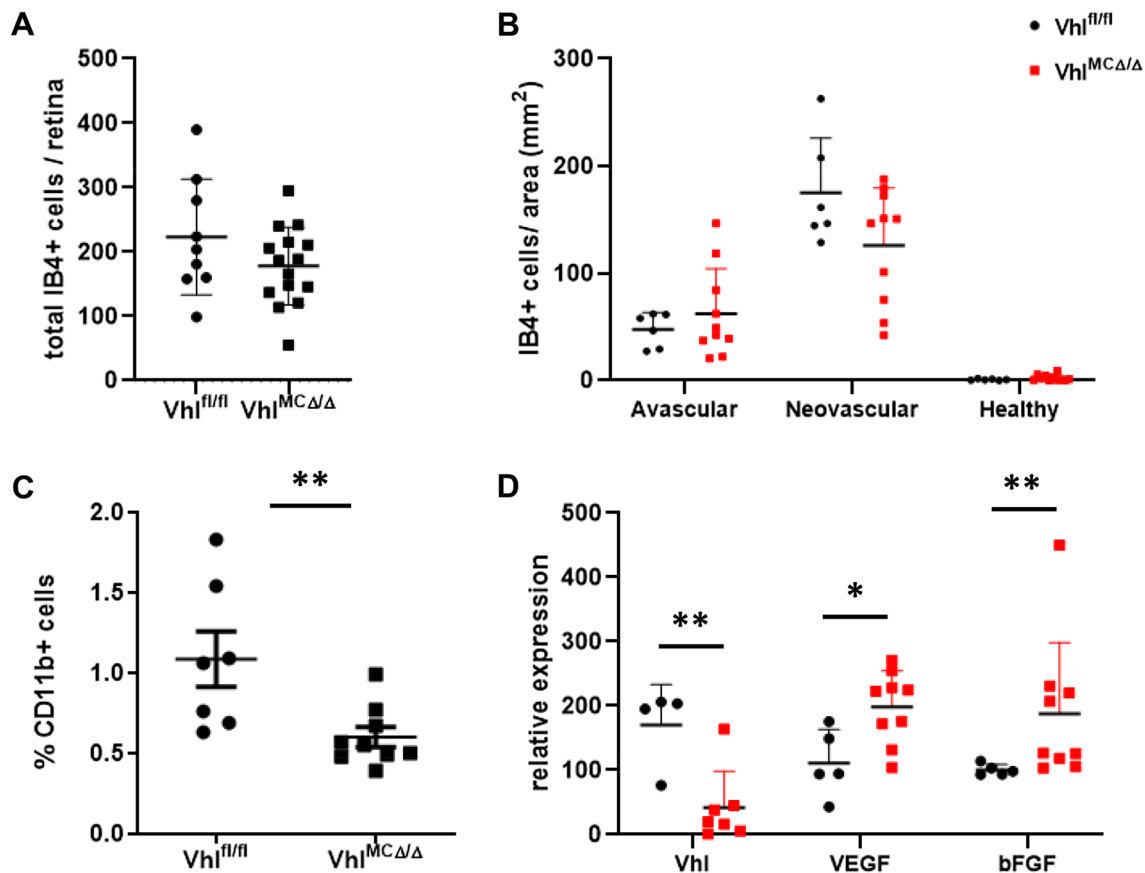 A
total IB4+ cells / retina
500
400
300
200
100
0
Vhl^fl/fl
Vhl^MCΔ/Δ
B
Vhl^fl/fl
Vhl^MCΔ/Δ
IB4+ cells/ area (mm²)
300
200
100
0
Avascular
Neovascular
Healthy
C
**
% CD11b+ cells
2.0
1.5
1.0
0.5
0.0
Vhl^fl/fl
Vhl^MCΔ/Δ
D
**
*
**
relative expression
500
400
300
200
100
0
Vhl
VEGF
bFGF